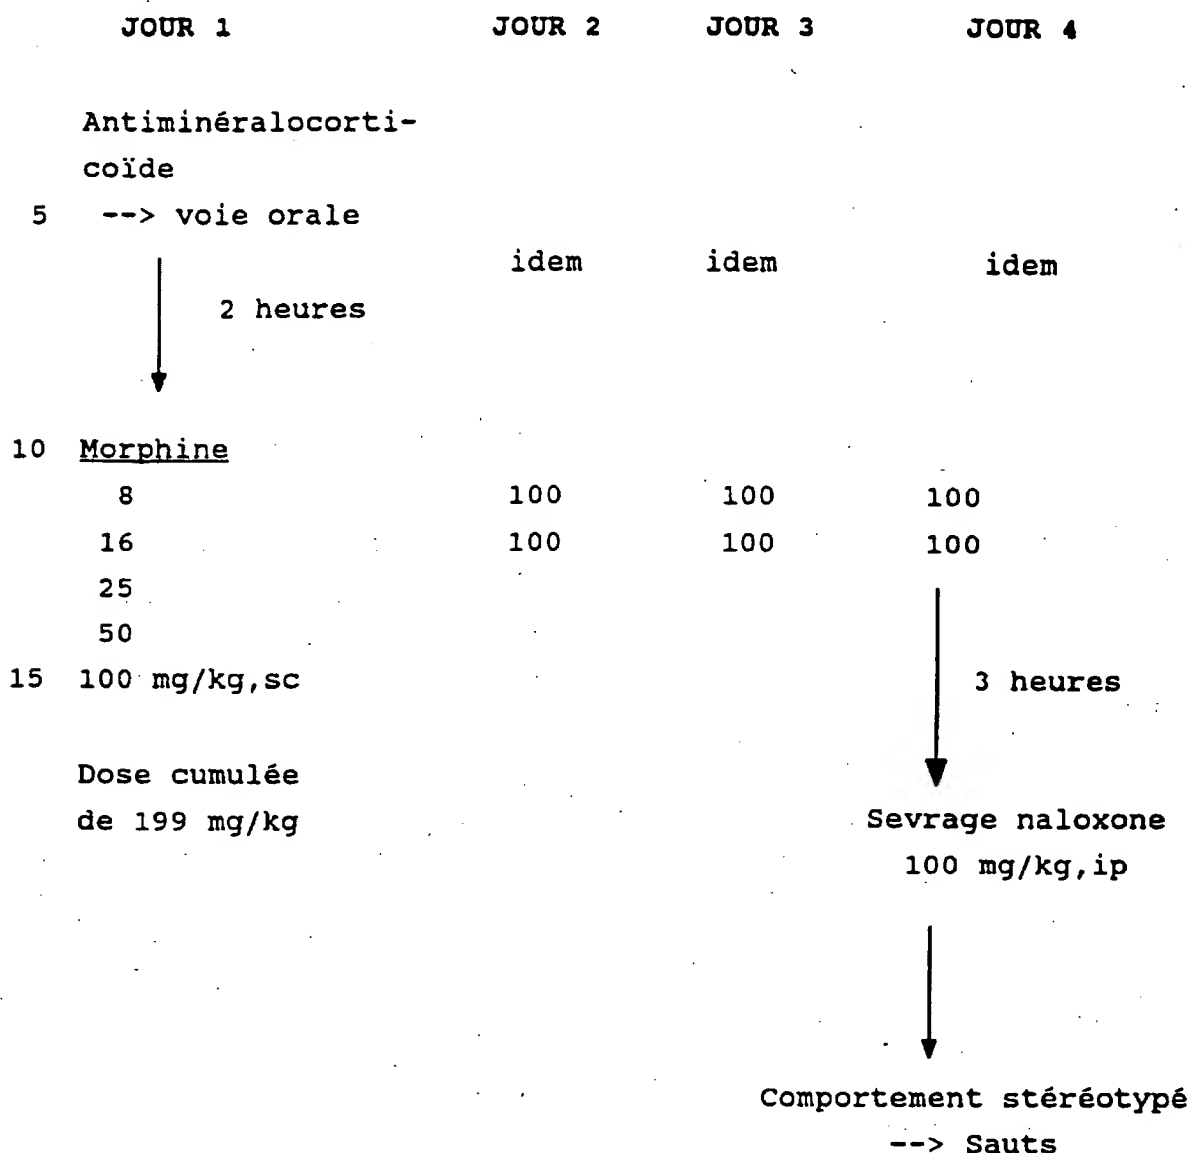 JOUR 1 JOUR 2 JOUR 3 JOUR 4
Antiminéralocorti-
coïde
5 --> voie orale
idem idem idem
2 heures
10 Morphine
8 100 100 100
16 100 100 100
25
50
15 100 mg/kg,sc 3 heures
Dose cumulée
de 199 mg/kg Sevrage naloxone
100 mg/kg,ip
Comportement stéréotypé
--> Sauts